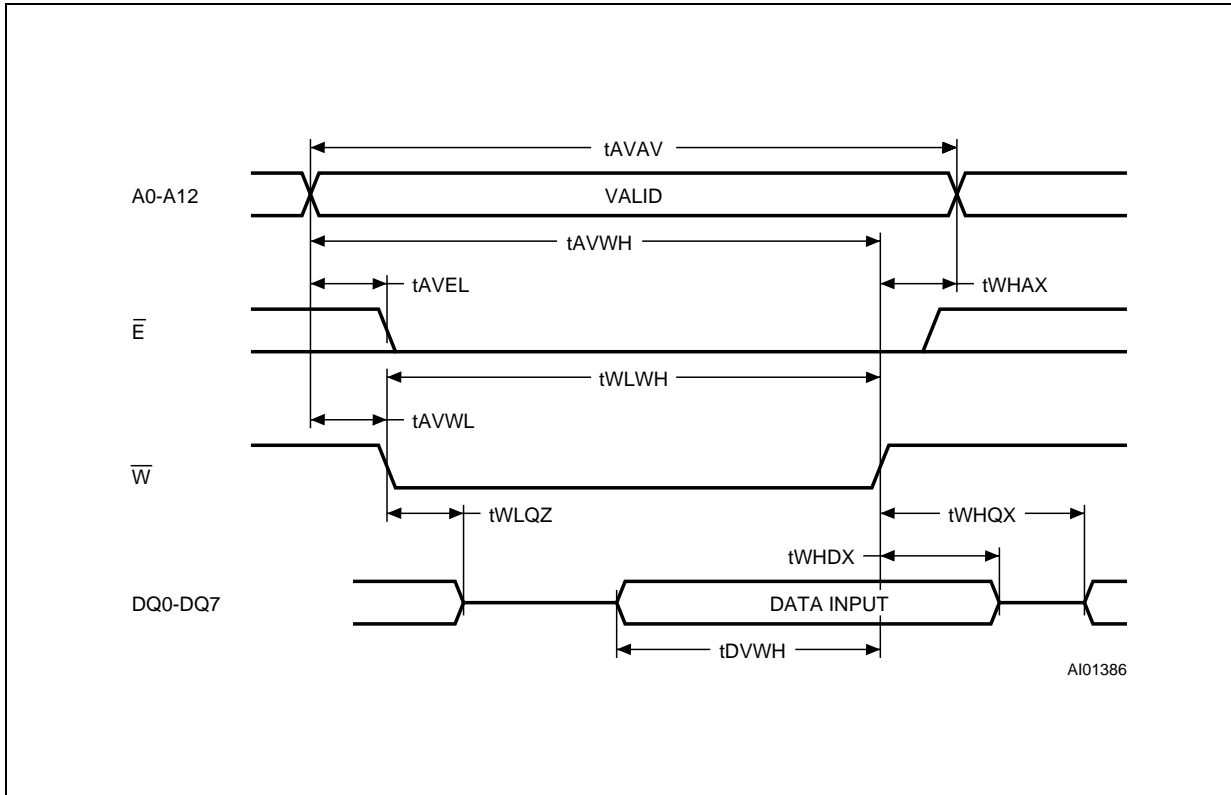 tAVAV
A0-A12
VALID
tAVWH
tAVEL
tWHAX
E̅
tWLWH
tAVWL
W̅
tWLQZ
tWHQX
tWHDX
DQ0-DQ7
DATA INPUT
tDVWH
AI01386